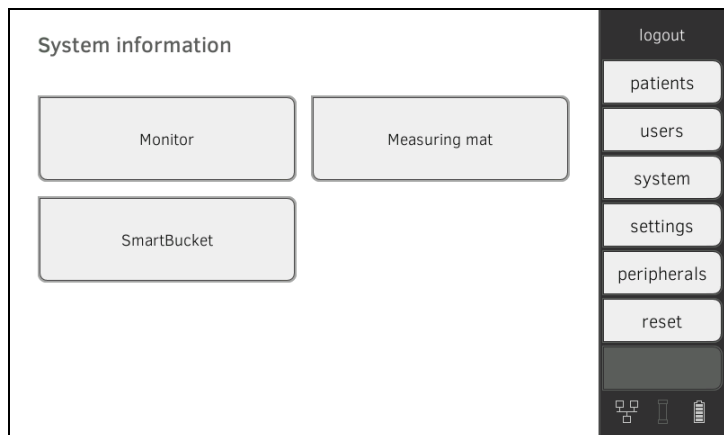 System information
Monitor
Measuring mat
SmartBucket
logout
patients
users
system
settings
peripherals
reset